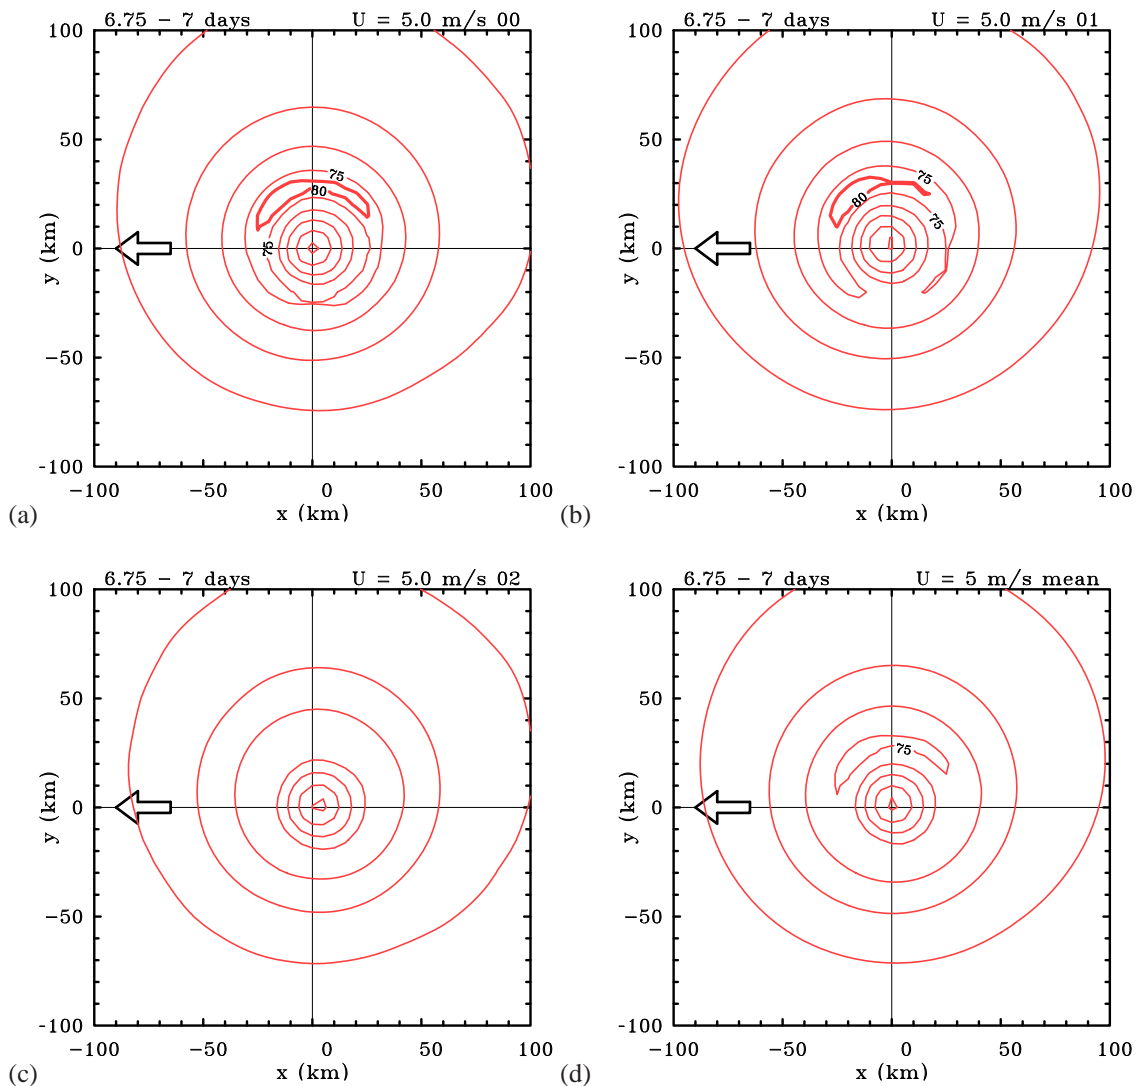 6.75 − 7 days U = 5.0 m/s 00
100
50
0
−50
-100
y (km)
75
80
75
−100 −50 0 50 100
x (km)
(a)
6.75 − 7 days U = 5.0 m/s 01
100
50
0
−50
-100
y (km)
75
80
75
−100 −50 0 50 100
x (km)
(b)
6.75 − 7 days U = 5.0 m/s 02
100
50
0
−50
-100
y (km)
−100 −50 0 50 100
x (km)
(c)
6.75 − 7 days U = 5 m/s mean
100
50
0
−50
-100
y (km)
75
−100 −50 0 50 100
x (km)
(d)